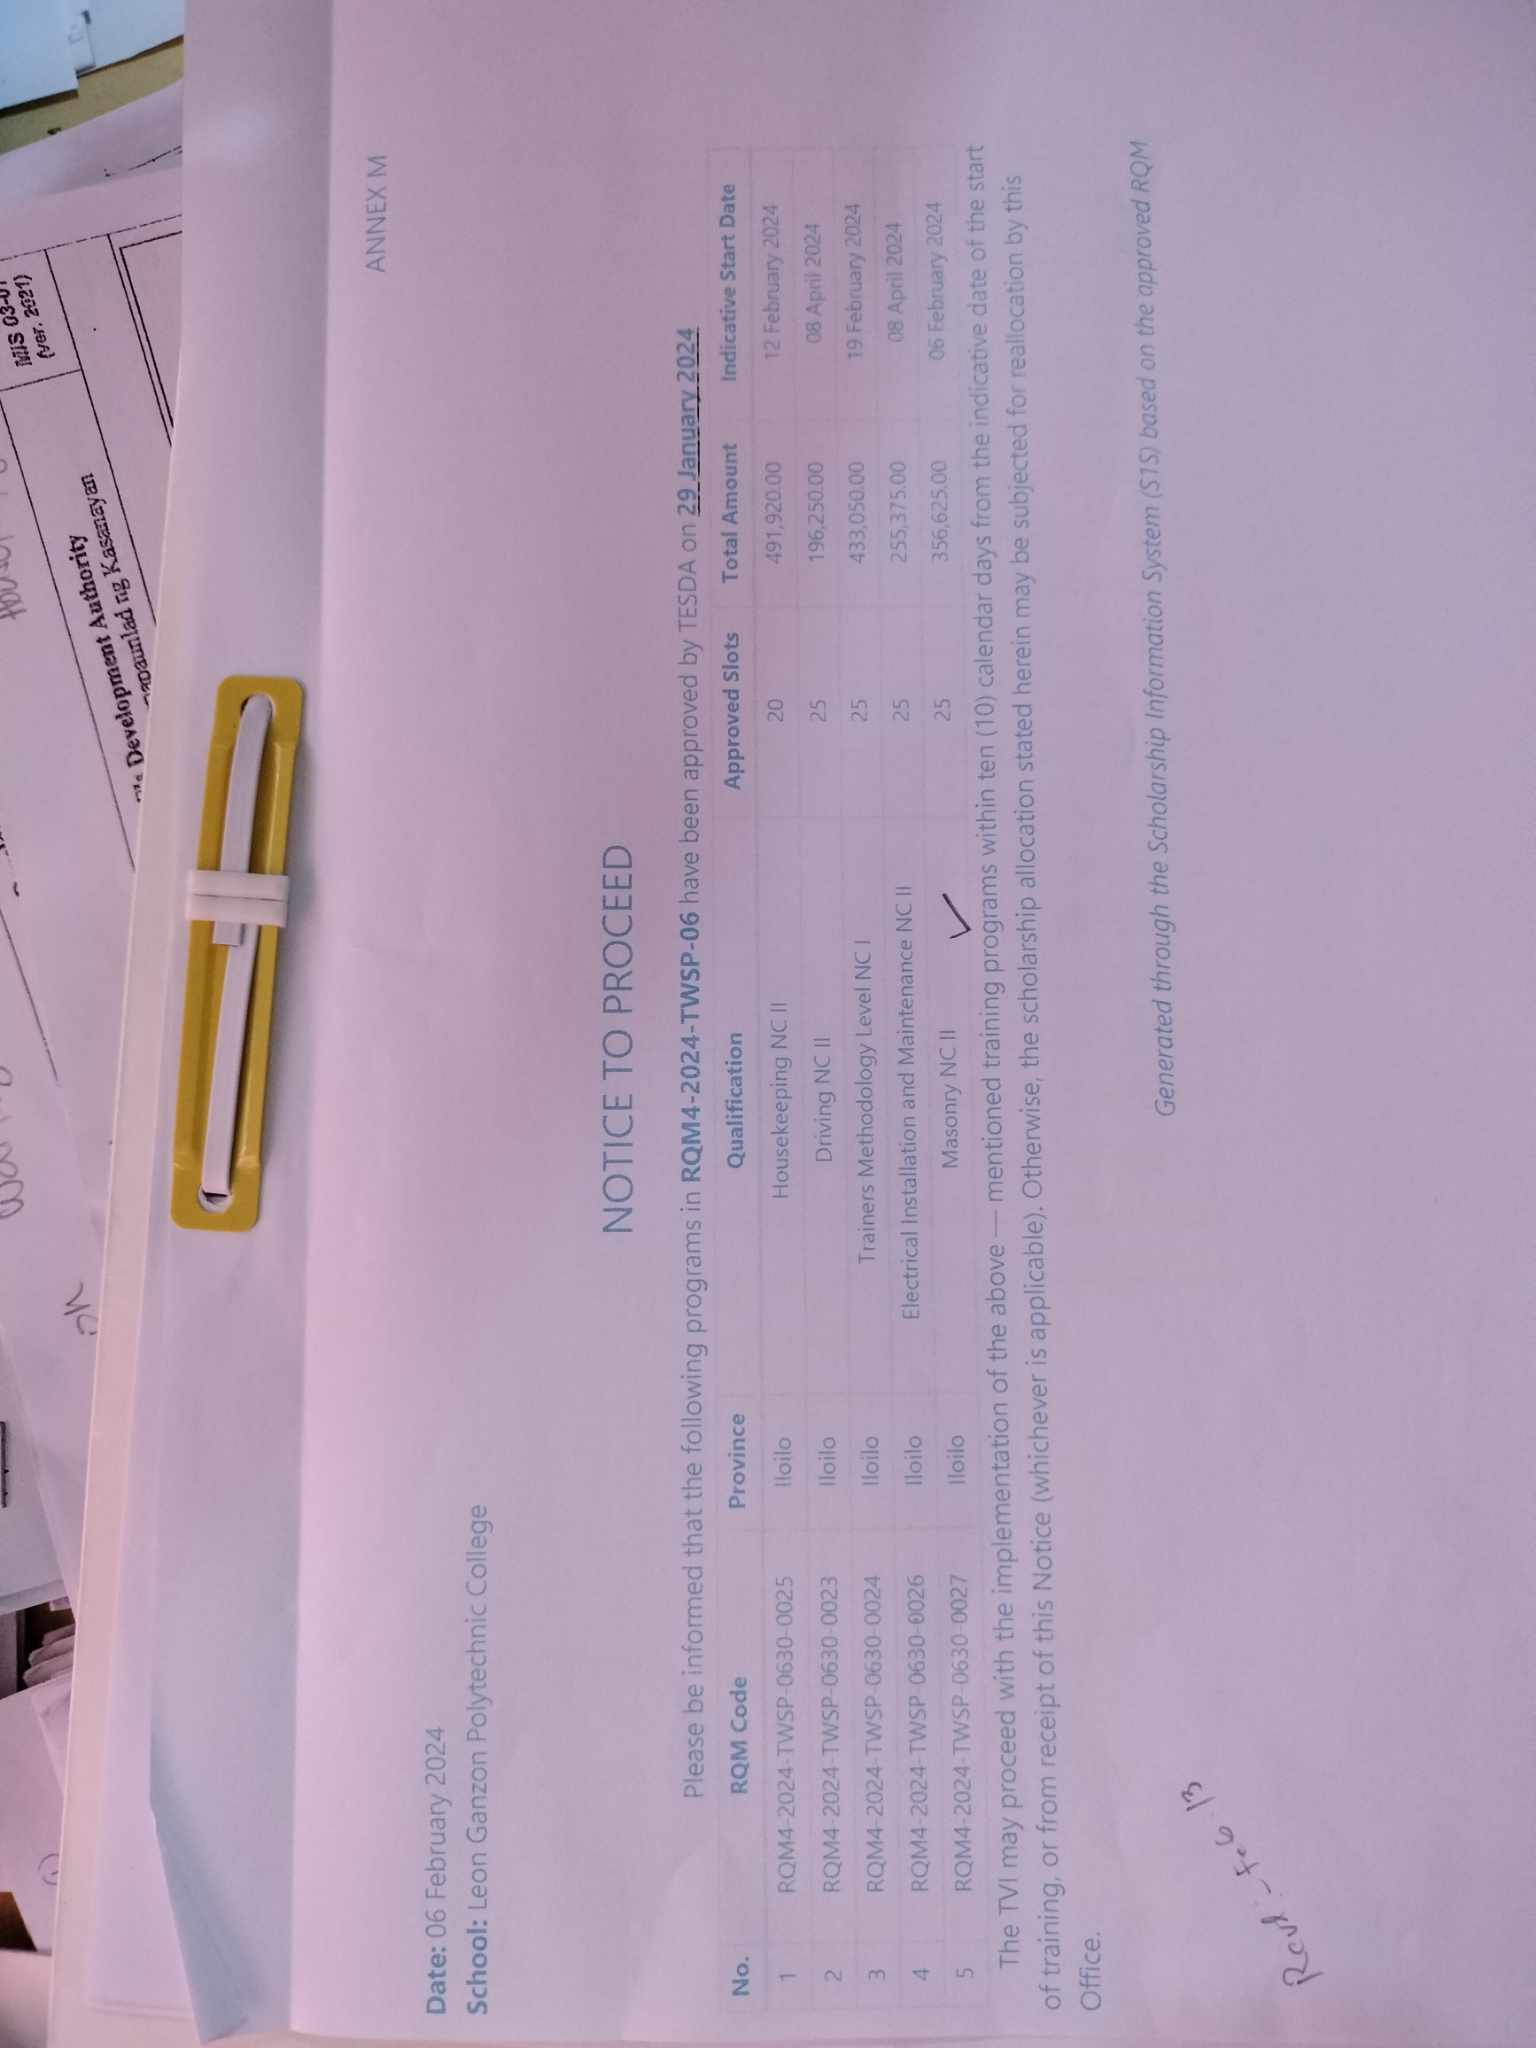 on
MIS 03-01
(ver. 2021)
Development Authority
ng Kasanayan
ANNEX M
Date: 06 February 2024
School: Leon Ganzon Polytechnic College
NOTICE TO PROCEED
Please be informed that the following programs in RQM4-2024-TWSP-06 have been approved by TESDA on 29 January 2024
No. RQM Code Province Qualification Approved Slots Total Amount Indicative Start Date
1 RQM4-2024-TWSP-0630-0025 Iloilo Housekeeping NC II 20 491,920.00 12 February 2024
2 RQM4-2024-TWSP-0630-0023 Iloilo Driving NC II 25 196,250.00 08 April 2024
3 RQM4-2024-TWSP-0630-0024 Iloilo Trainers Methodology Level NC I 25 433,050.00 19 February 2024
4 RQM4-2024-TWSP-0630-0026 Iloilo Electrical Installation and Maintenance NC II 25 255,375.00 08 April 2024
5 RQM4-2024-TWSP-0630-0027 Iloilo Masonry NC II 25 356,625.00 06 February 2024
The TVI may proceed with the implementation of the above — mentioned training programs within ten (10) calendar days from the indicative date of the start
of training, or from receipt of this Notice (whichever is applicable). Otherwise, the scholarship allocation stated herein may be subjected for reallocation by this
Office.
Generated through the Scholarship Information System (S1S) based on the approved RQM
Rcvd :- Feb. 13